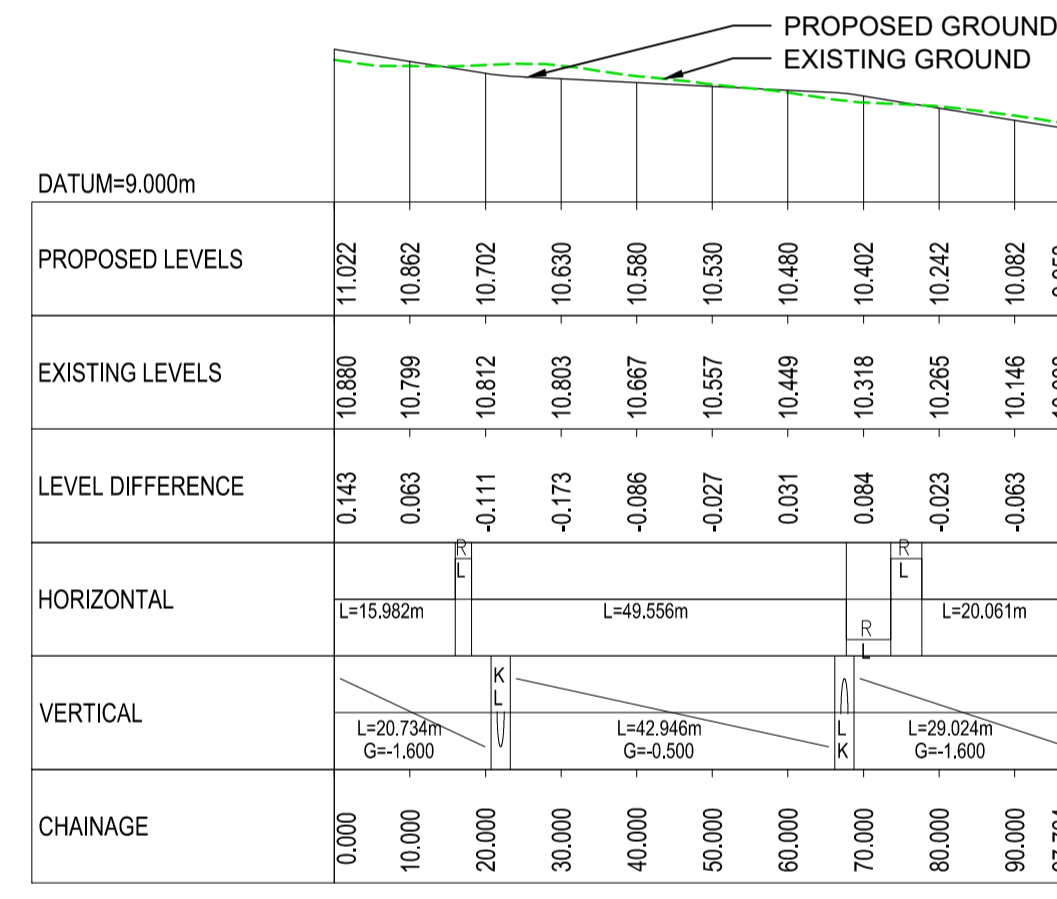 PROPOSED GROUND
EXISTING GROUND
DATUM=9.000m
PROPOSED LEVELS 11.022 10.862 10.702 10.630 10.580 10.530 10.480 10.402 10.242 10.082
EXISTING LEVELS 10.880 10.799 10.812 10.803 10.667 10.557 10.449 10.318 10.265 10.146
LEVEL DIFFERENCE 0.143 0.063 -0.111 -0.173 -0.086 -0.027 0.031 0.084 -0.023 -0.063
HORIZONTAL
R R
L L
L=15.982m L=49.556m L=20.061m
R
L
VERTICAL
K
L
L=20.734m L=42.946m L L=29.024m
G=-1.600 G=-0.500 K G=-1.600
CHAINAGE 0.000 10.000 20.000 30.000 40.000 50.000 60.000 70.000 80.000 90.000